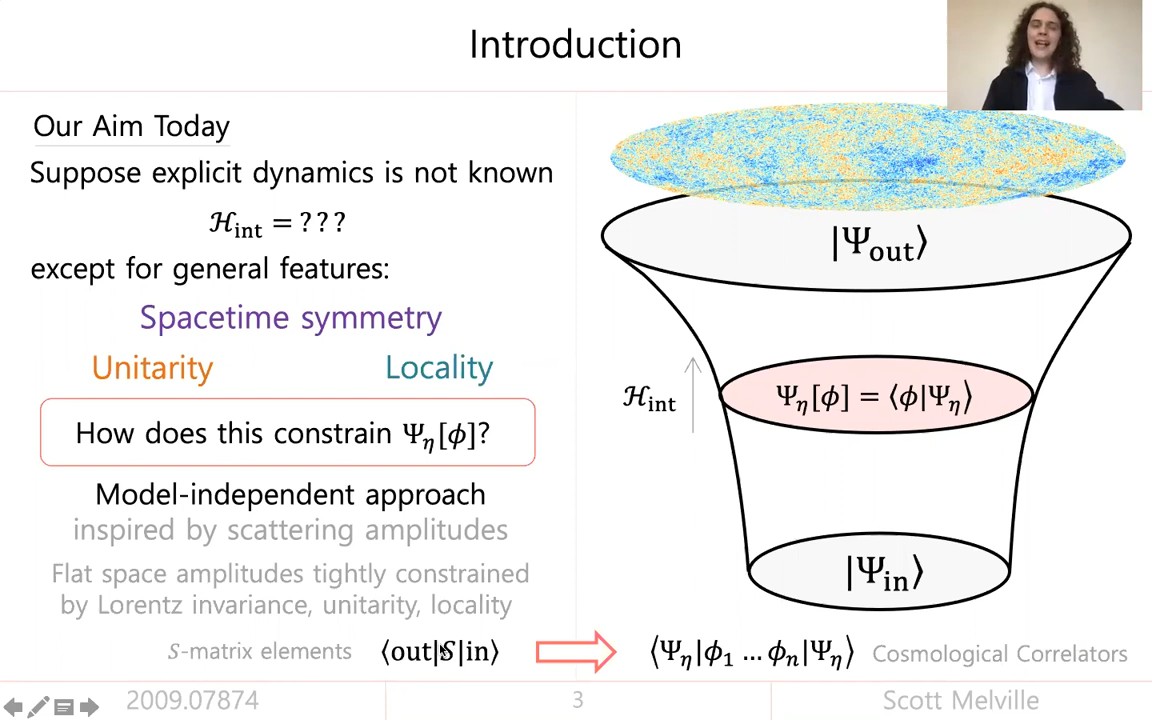 Introduction
Our Aim Today
Suppose explicit dynamics is not known
ℋint = ? ? ?
except for general features:
Spacetime symmetry
Unitarity
Locality
How does this constrain Ψη[ϕ]?
Model-independent approach
inspired by scattering amplitudes
Flat space amplitudes tightly constrained
by Lorentz invariance, unitarity, locality
S-matrix elements ⟨out|S|in⟩
|Ψout⟩
ℋint
Ψη[ϕ] = ⟨ϕ|Ψη⟩
|Ψin⟩
⟨Ψη|ϕ1 … ϕn|Ψη⟩ Cosmological Correlators
2009.07874
3
Scott Melville